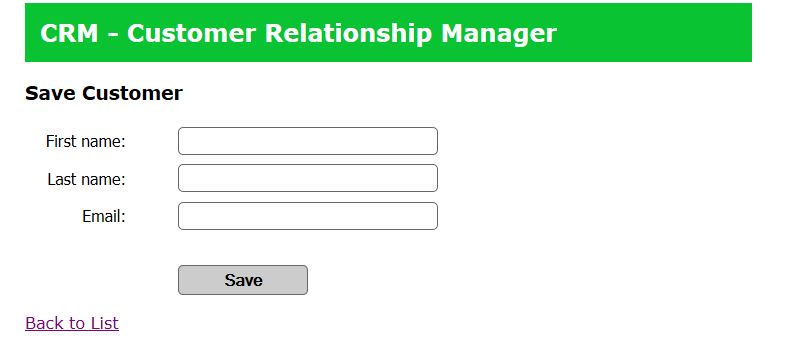 CRM - Customer Relationship Manager
Save Customer
First name:
Last name:
Email:
Save
Back to List